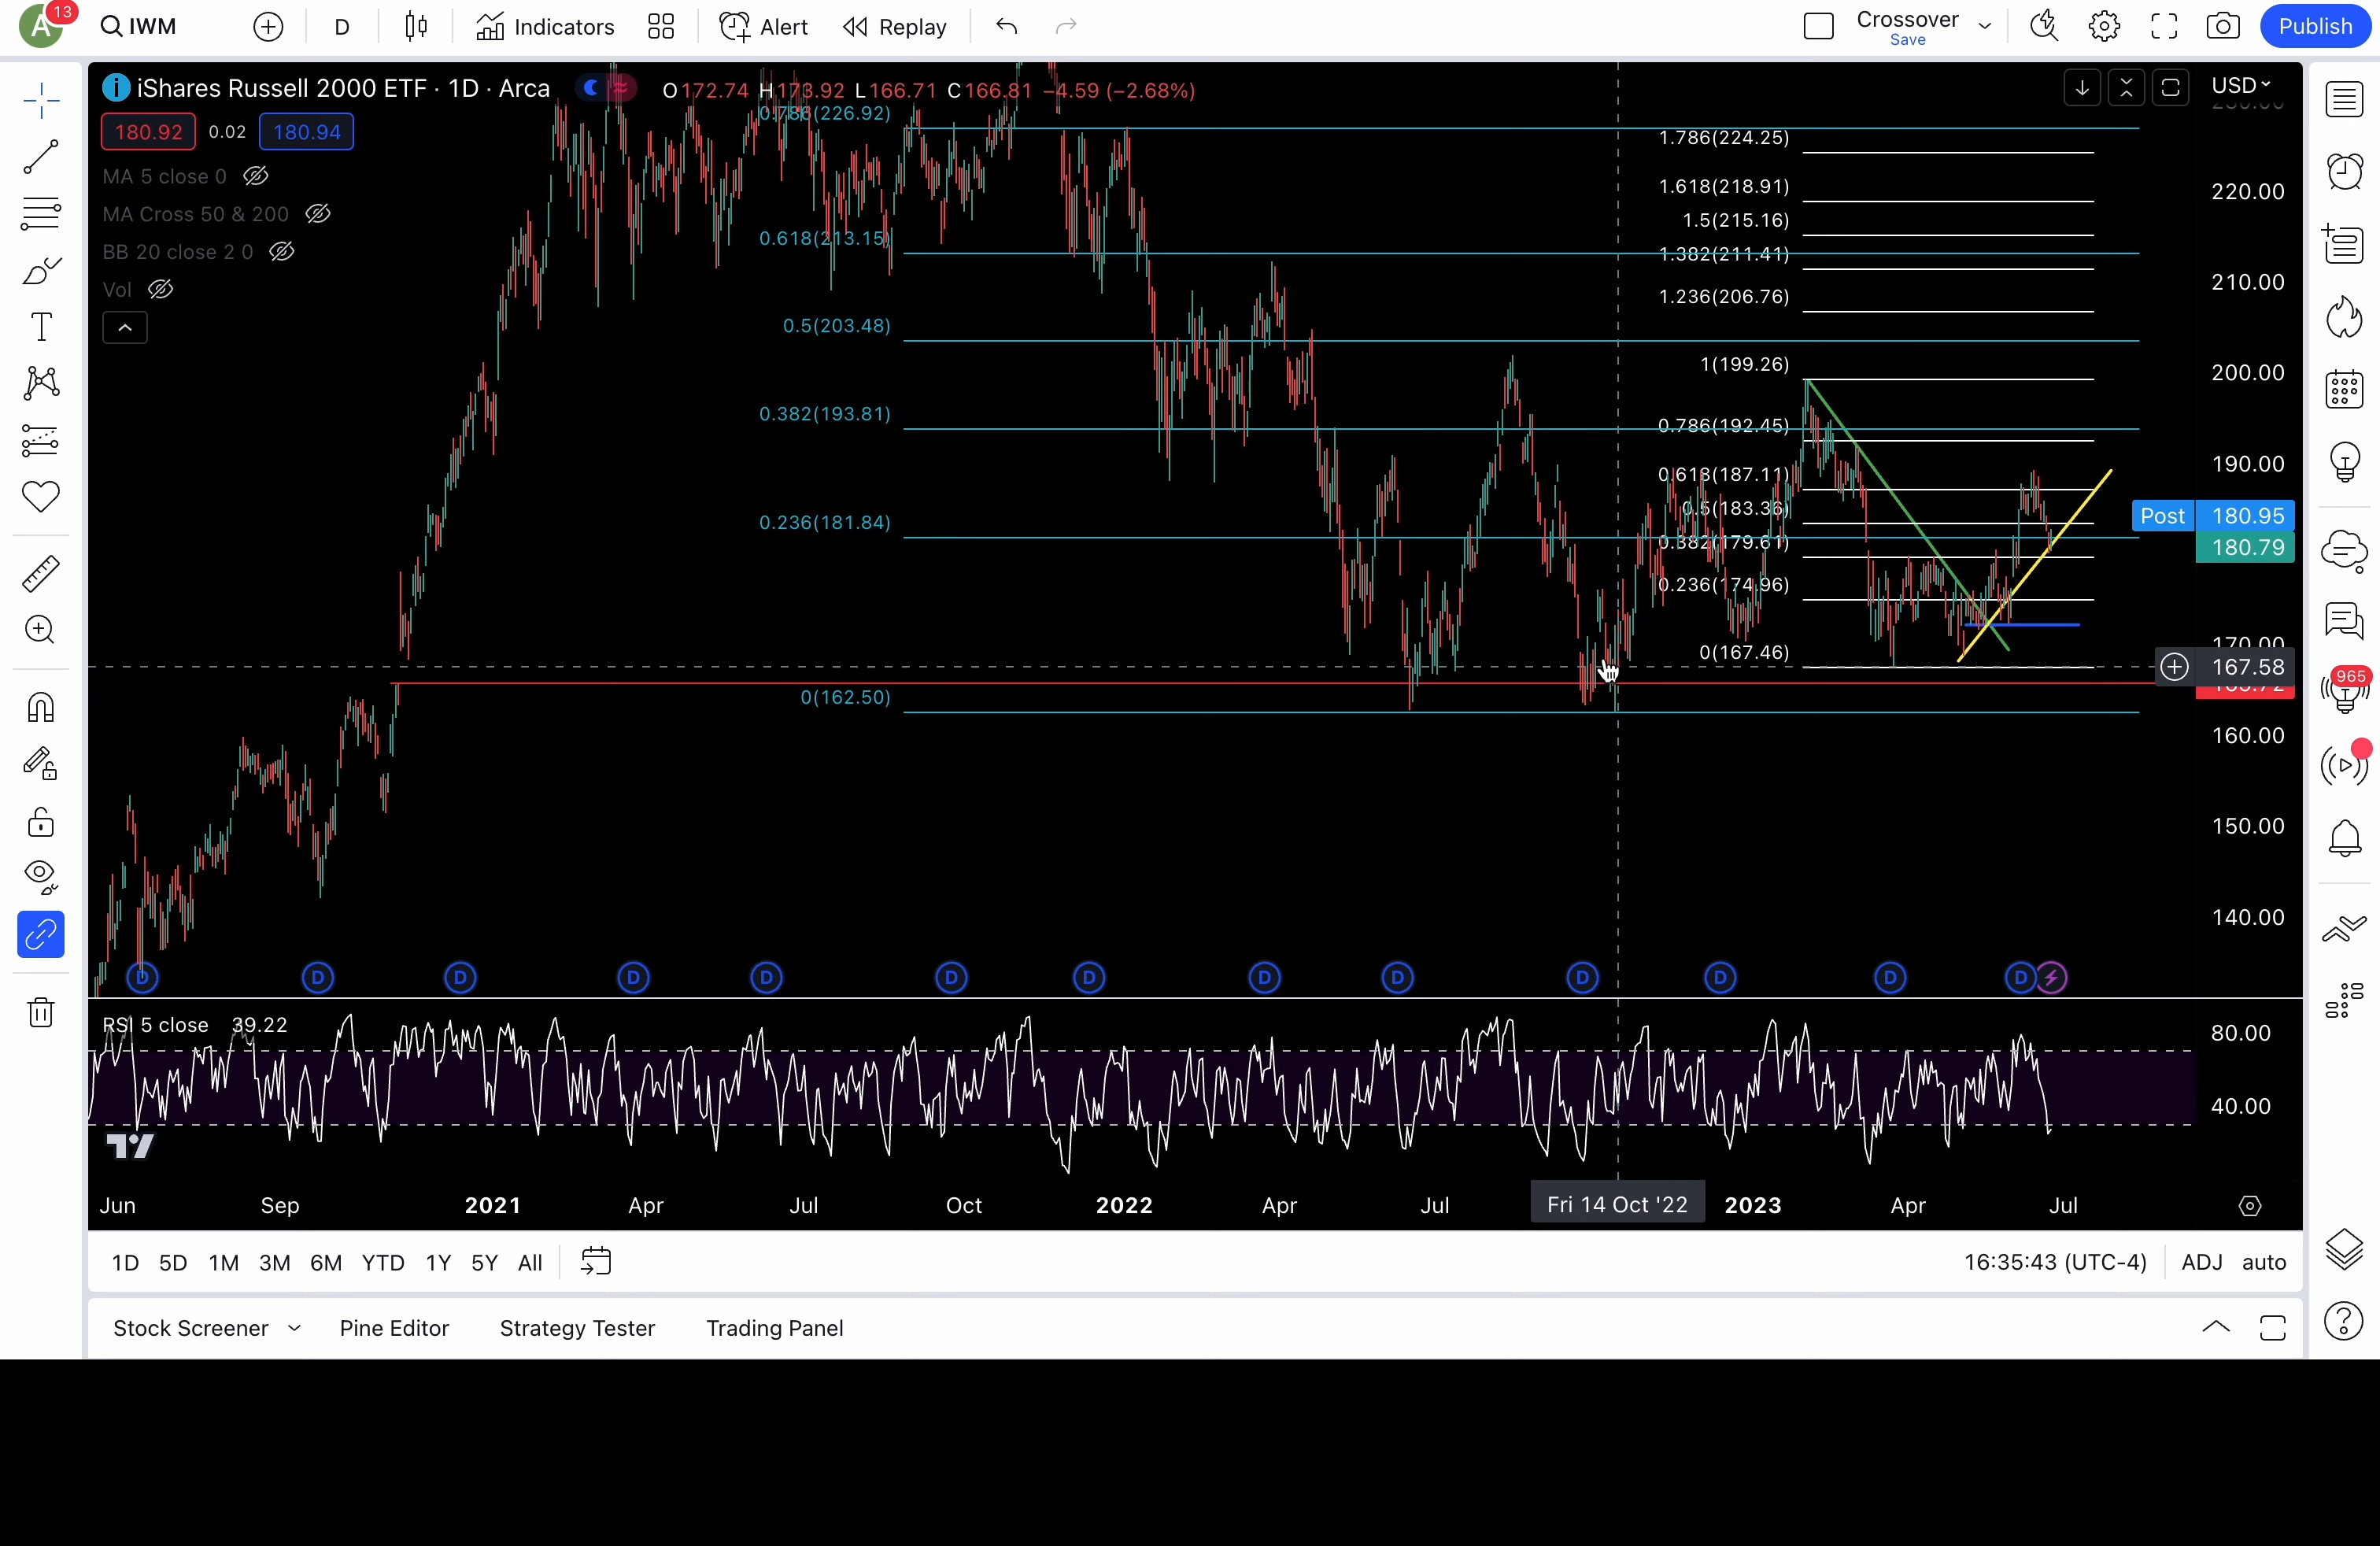 A 13 IWM D Indicators Alert Replay Crossover Save Publish
iShares Russell 2000 ETF · 1D · Arca O172.74 H173.92 L166.71 C166.81 −4.59 (−2.68%) USD
180.92 0.02 180.94
MA 5 close 0
MA Cross 50 & 200
BB 20 close 2 0
Vol
0.786(226.92)
0.618(213.15)
0.5(203.48)
0.382(193.81)
0.236(181.84)
0(162.50)
1.786(224.25)
1.618(218.91)
1.5(215.16)
1.382(211.41)
1.236(206.76)
1(199.26)
0.786(192.45)
0.618(187.11)
0.5(183.36)
0.382(179.61)
0.236(174.96)
0(167.46)
220.00
210.00
200.00
190.00
Post 180.95
180.79
170.00
167.58
160.00
150.00
140.00
965
D D D D D D D D D D D D D
RSI 5 close 39.22
80.00
40.00
Jun Sep 2021 Apr Jul Oct 2022 Apr Jul Fri 14 Oct '22 2023 Apr Jul
1D 5D 1M 3M 6M YTD 1Y 5Y All 16:35:43 (UTC-4) ADJ auto
Stock Screener Pine Editor Strategy Tester Trading Panel